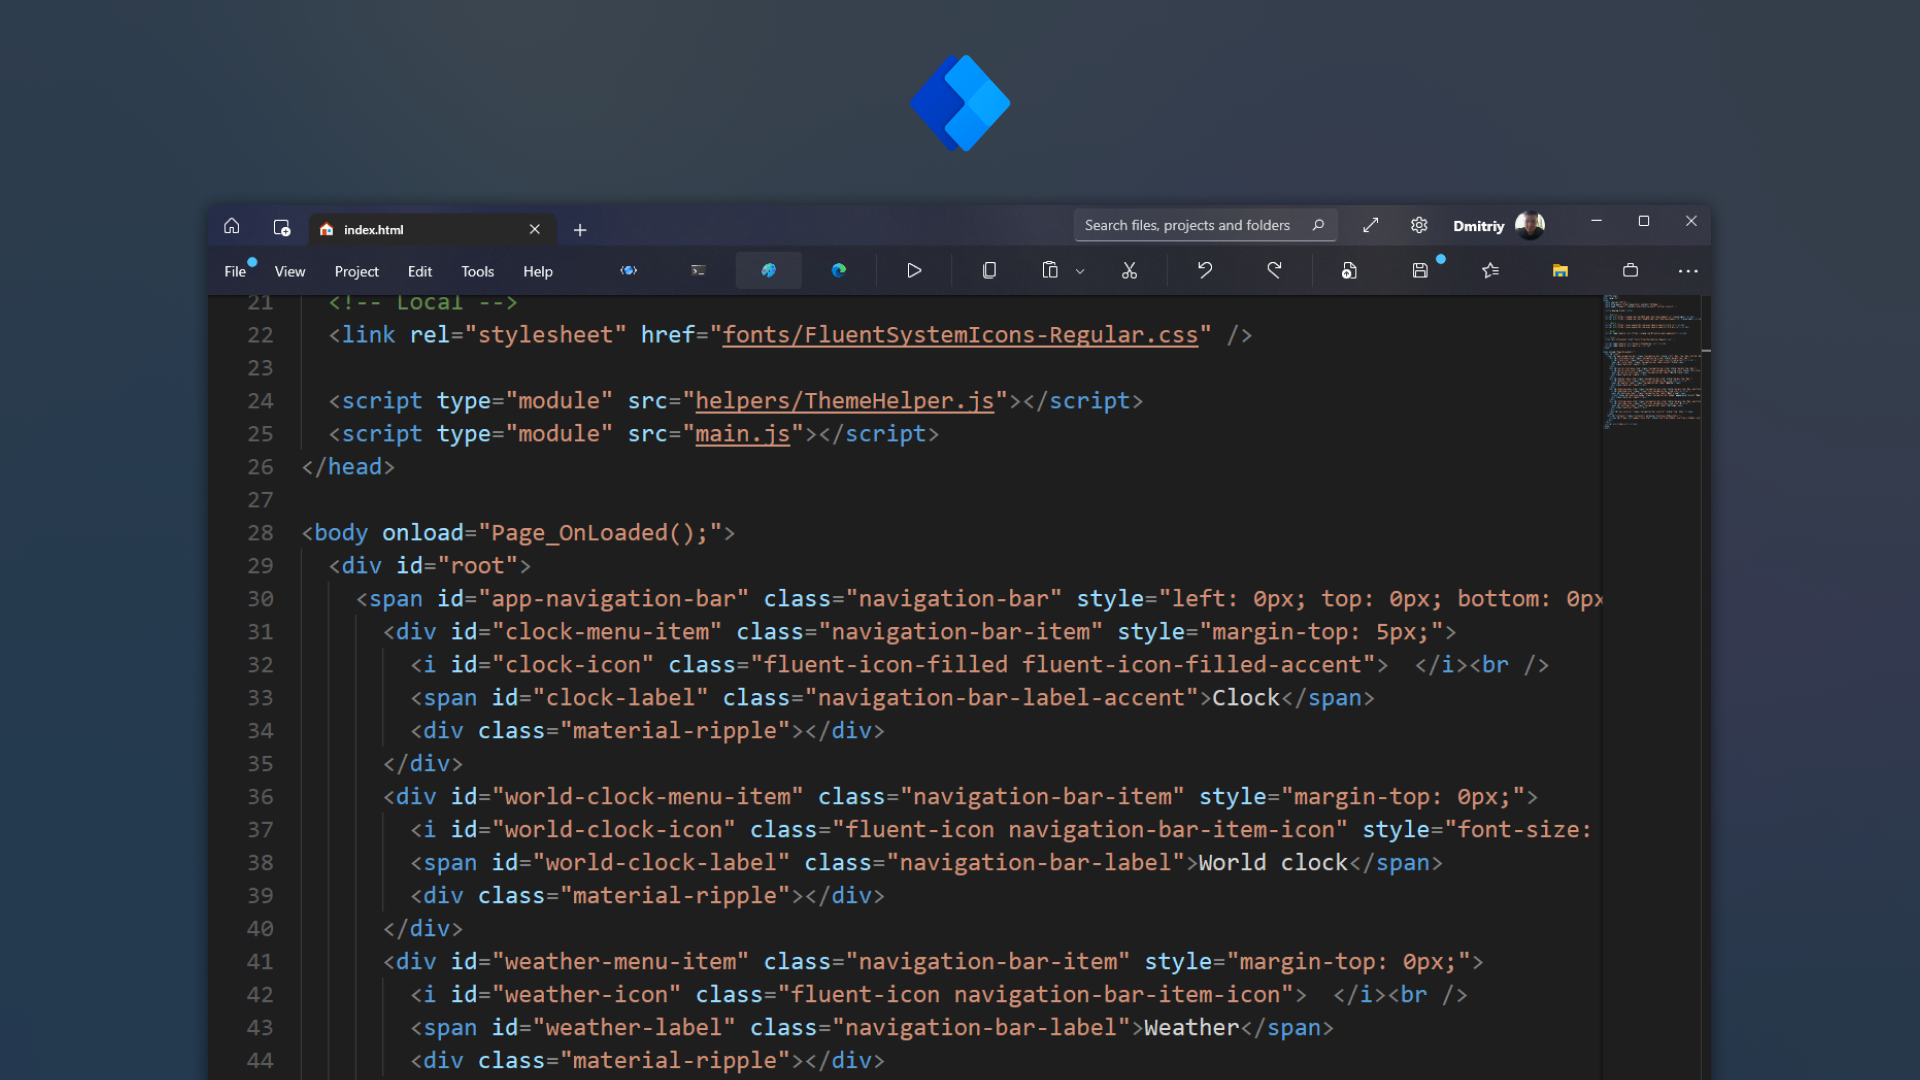 index.html
Search files, projects and folders
Dmitriy
File View Project Edit Tools Help
21 <!-- Local -->
22 <link rel="stylesheet" href="fonts/FluentSystemIcons-Regular.css" />
23
24 <script type="module" src="helpers/ThemeHelper.js"></script>
25 <script type="module" src="main.js"></script>
26 </head>
27
28 <body onload="Page_OnLoaded();">
29 <div id="root">
30 <span id="app-navigation-bar" class="navigation-bar" style="left: 0px; top: 0px; bottom: 0px
31 <div id="clock-menu-item" class="navigation-bar-item" style="margin-top: 5px;">
32 <i id="clock-icon" class="fluent-icon-filled fluent-icon-filled-accent">  </i><br />
33 <span id="clock-label" class="navigation-bar-label-accent">Clock</span>
34 <div class="material-ripple"></div>
35 </div>
36 <div id="world-clock-menu-item" class="navigation-bar-item" style="margin-top: 0px;">
37 <i id="world-clock-icon" class="fluent-icon navigation-bar-item-icon" style="font-size:
38 <span id="world-clock-label" class="navigation-bar-label">World clock</span>
39 <div class="material-ripple"></div>
40 </div>
41 <div id="weather-menu-item" class="navigation-bar-item" style="margin-top: 0px;">
42 <i id="weather-icon" class="fluent-icon navigation-bar-item-icon">  </i><br />
43 <span id="weather-label" class="navigation-bar-label">Weather</span>
44 <div class="material-ripple"></div>